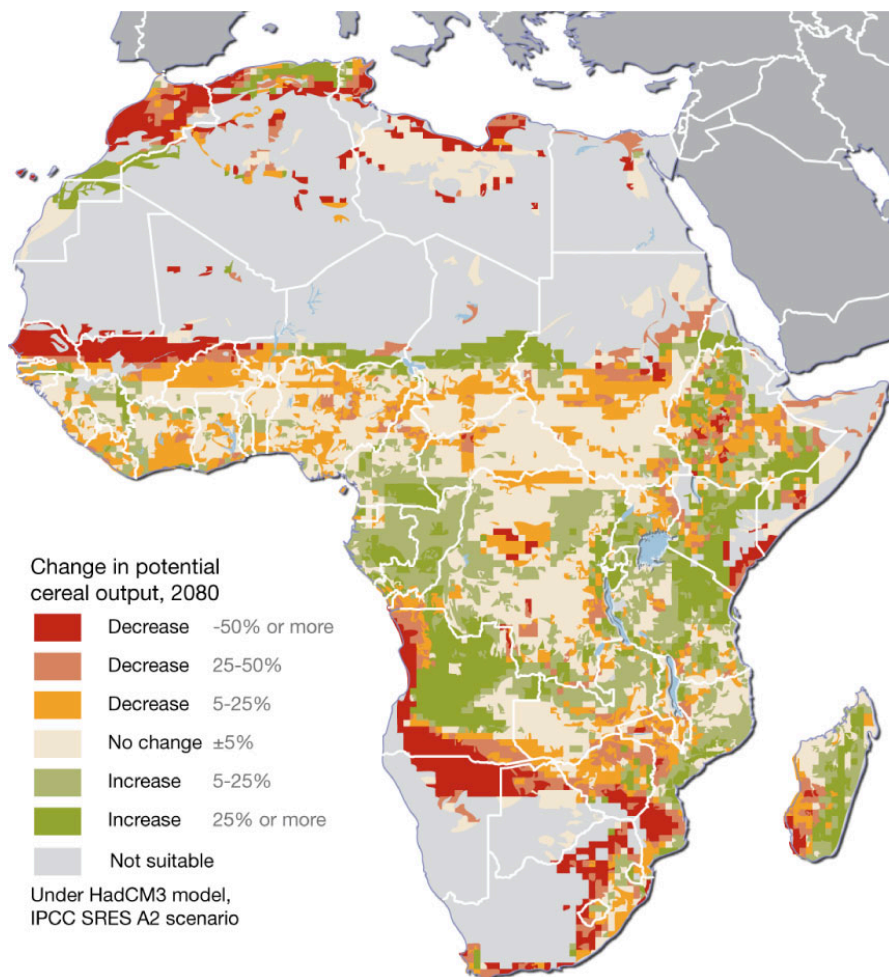 Change in potential
cereal output, 2080
Decrease -50% or more
Decrease 25-50%
Decrease 5-25%
No change ±5%
Increase 5-25%
Increase 25% or more
Not suitable
Under HadCM3 model,
IPCC SRES A2 scenario